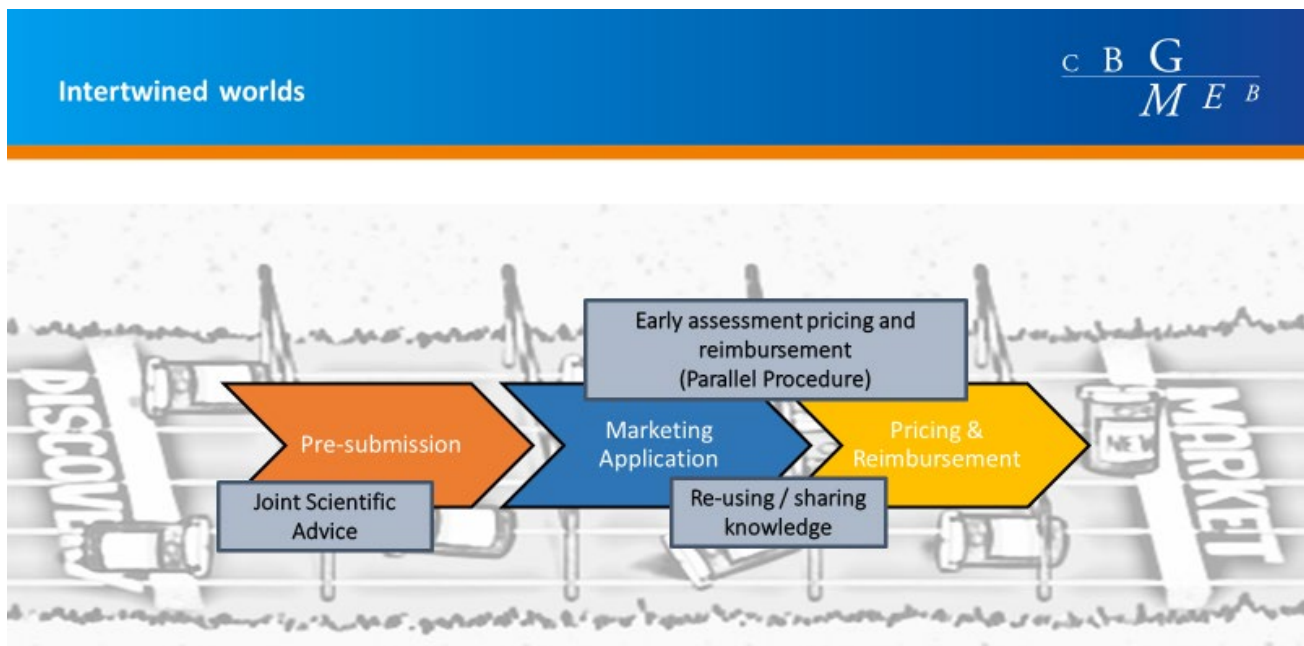 Intertwined worlds
C B G
M E B
Early assessment pricing and
reimbursement
(Parallel Procedure)
DISCOVERY
Pre-submission
Marketing
Application
Pricing &
Reimbursement
NEW
MARKET
Joint Scientific
Advice
Re-using / sharing
knowledge